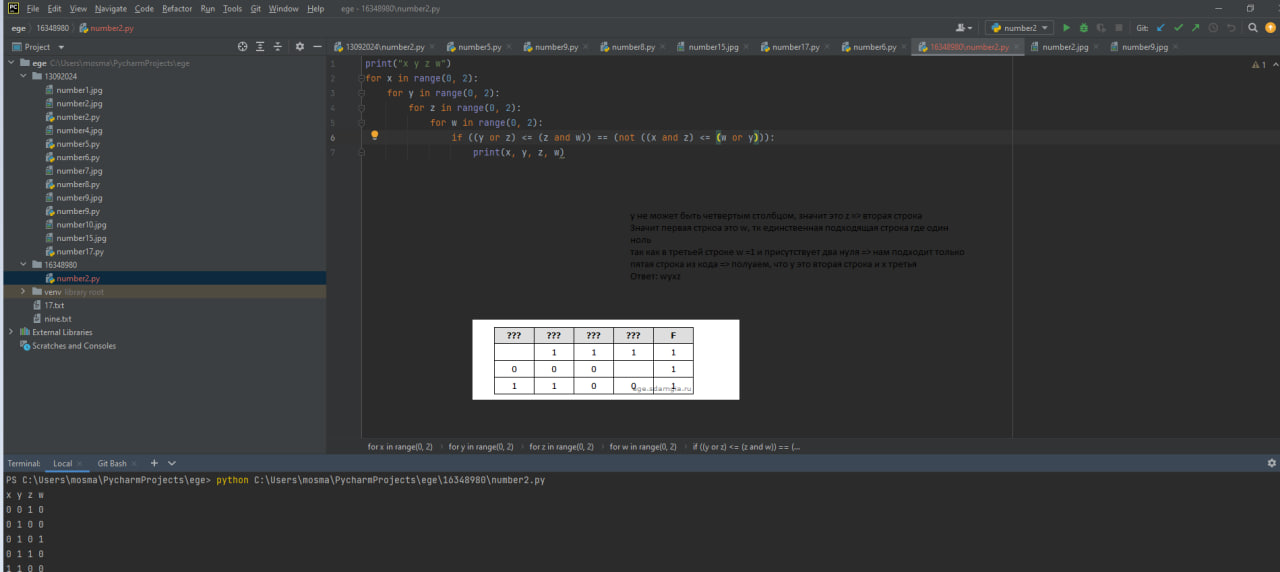 File Edit View Navigate Code Refactor Run Tools Git Window Help ege - 16348980\number2.py
ege 16348980 number2.py number2 Git:
Project 13092024\number2.py number5.py number9.py number8.py number15.jpg number17.py number6.py 16348980\number2.py number2.jpg number9.jpg
ege C:\Users\mosma\PycharmProjects\ege
13092024
number1.jpg
number2.jpg
number2.py
number4.jpg
number5.py
number6.py
number7.jpg
number8.py
number9.jpg
number9.py
number10.jpg
number15.jpg
number17.py
16348980
number2.py
venv library root
17.txt
nine.txt
External Libraries
Scratches and Consoles
1 print("x y z w")
2 for x in range(0, 2):
3 for y in range(0, 2):
4 for z in range(0, 2):
5 for w in range(0, 2):
6 if ((y or z) <= (z and w)) == (not ((x and z) <= (w or y))):
7 print(x, y, z, w)
1
y не может быть четвертым столбцом, значит это z => вторая строка
Значит первая стркоа это w, тк единственная подходящая строка где один
ноль
так как в третьей строке w =1 и присутствует два нуля => нам подходит только
пятая строка из кода => полуаем, что y это вторая строка и x третья
Ответ: wyxz
??? ??? ??? ??? F
1 1 1 1
0 0 0 1
1 1 0 0 1
ege.sdamgia.ru
for x in range(0, 2) for y in range(0, 2) for z in range(0, 2) for w in range(0, 2) if ((y or z) <= (z and w)) == (...
Terminal: Local Git Bash
PS C:\Users\mosma\PycharmProjects\ege> python C:\Users\mosma\PycharmProjects\ege\16348980\number2.py
x y z w
0 0 1 0
0 1 0 0
0 1 0 1
0 1 1 0
1 1 0 0